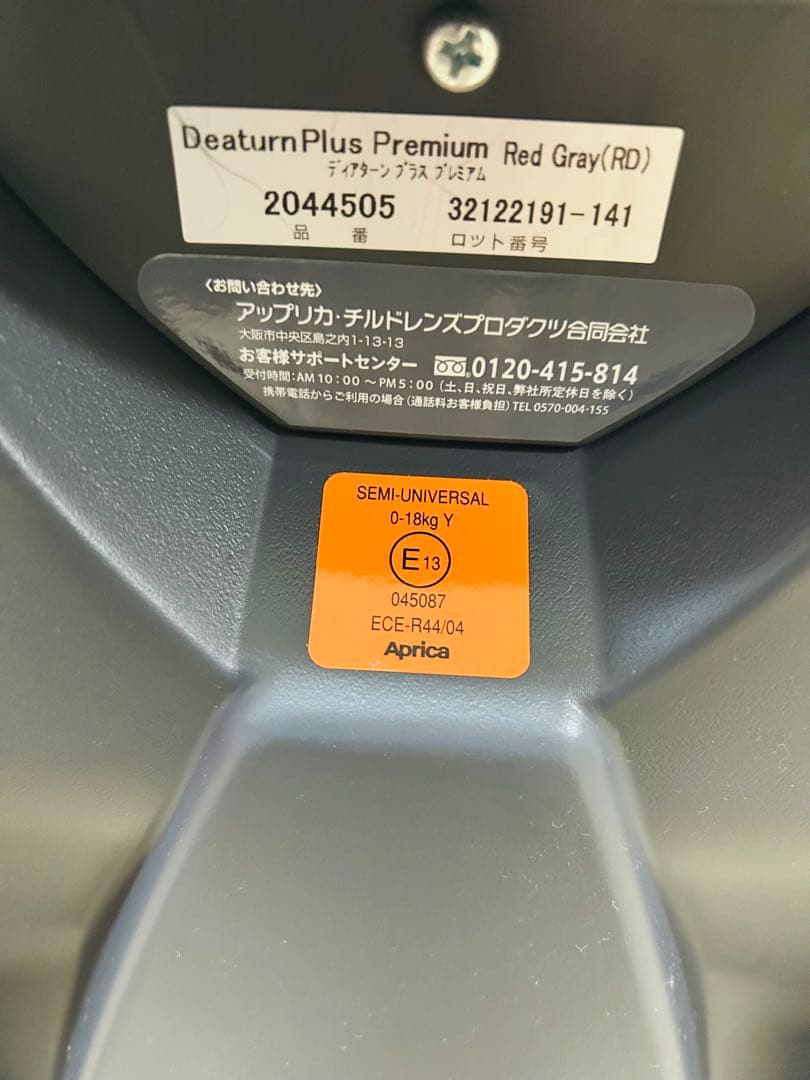 DeaturnPlus Premium Red Gray(RD)
ディアターン プラス プレミアム
2044505 32122191-141
品 番 ロット番号
〈お問い合わせ先〉
アップリカ・チルドレンズプロダクツ合同会社
大阪市中央区島之内1-13-13
お客様サポートセンター 0120-415-814
受付時間:AM10:00〜PM5:00(土、日、祝日、弊社所定休日を除く)
携帯電話からご利用の場合(通話料お客様負担)TEL 0570-004-155
SEMI-UNIVERSAL
0-18kg Y
E 13
045087
ECE-R44/04
Aprica